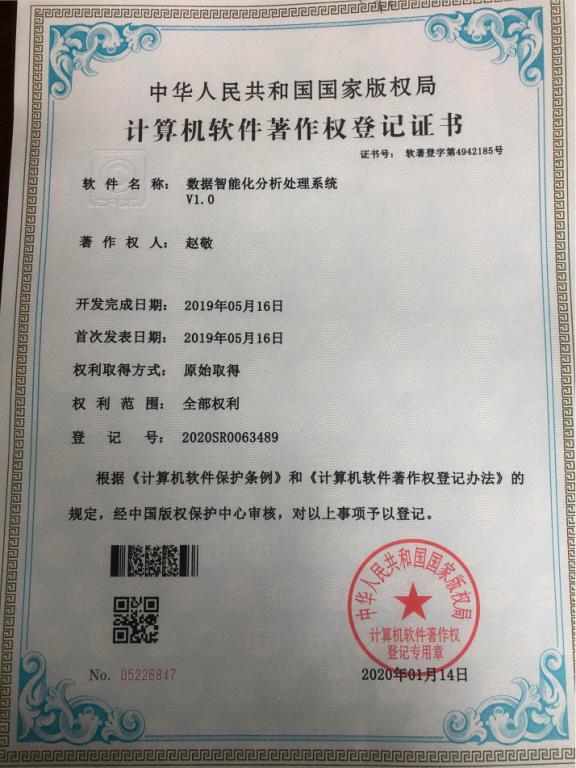 中华人民共和国国家版权局
计算机软件著作权登记证书
证书号： 软著登字第4942185号
软件名称： 数据智能化分析处理系统
V1.0
著作权人： 赵敬
开发完成日期： 2019年05月16日
首次发表日期： 2019年05月16日
权利取得方式： 原始取得
权利范围： 全部权利
登记号： 2020SR0063489
根据《计算机软件保护条例》和《计算机软件著作权登记办法》的
规定，经中国版权保护中心审核，对以上事项予以登记。
中华人民共和国国家版权局
计算机软件著作权
登记专用章
No. 05226847
2020年01月14日